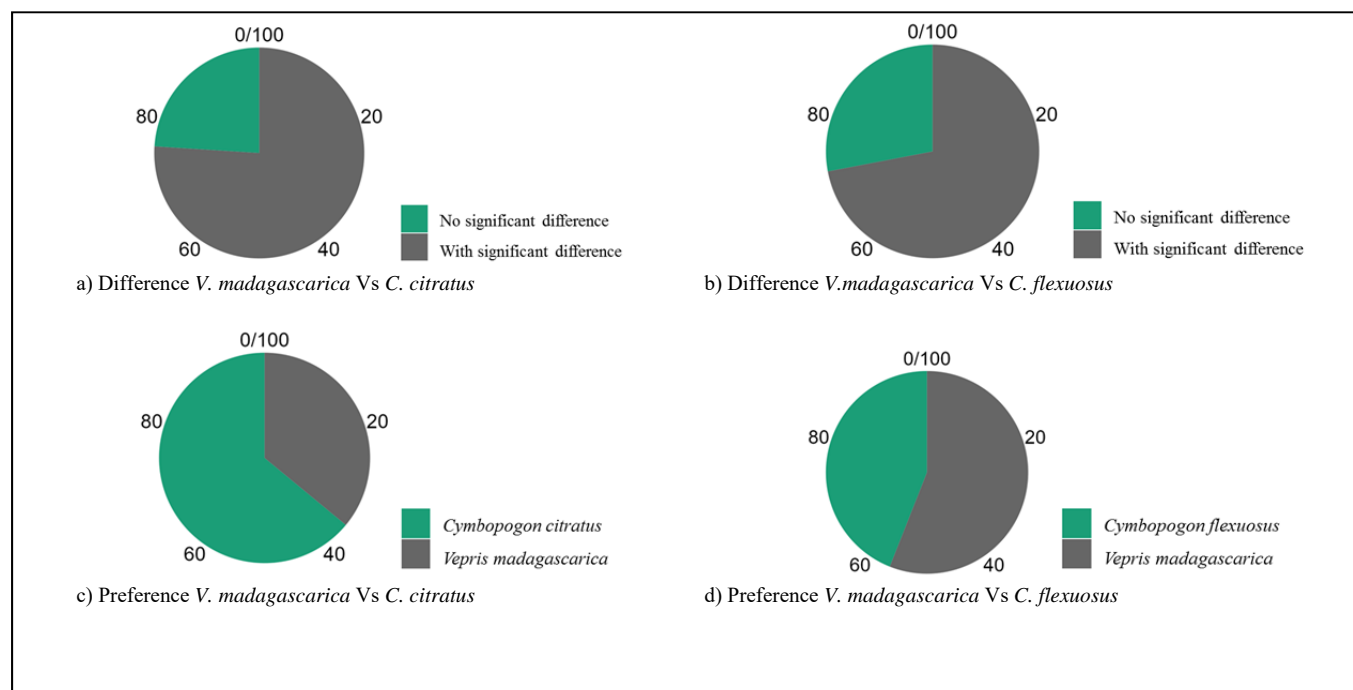 0/100
20
40
60
80
No significant difference
With significant difference
a) Difference V. madagascarica Vs C. citratus
0/100
20
40
60
80
No significant difference
With significant difference
b) Difference V.madagascarica Vs C. flexuosus
0/100
20
40
60
80
Cymbopogon citratus
Vepris madagascarica
c) Preference V. madagascarica Vs C. citratus
0/100
20
40
60
80
Cymbopogon flexuosus
Vepris madagascarica
d) Preference V. madagascarica Vs C. flexuosus